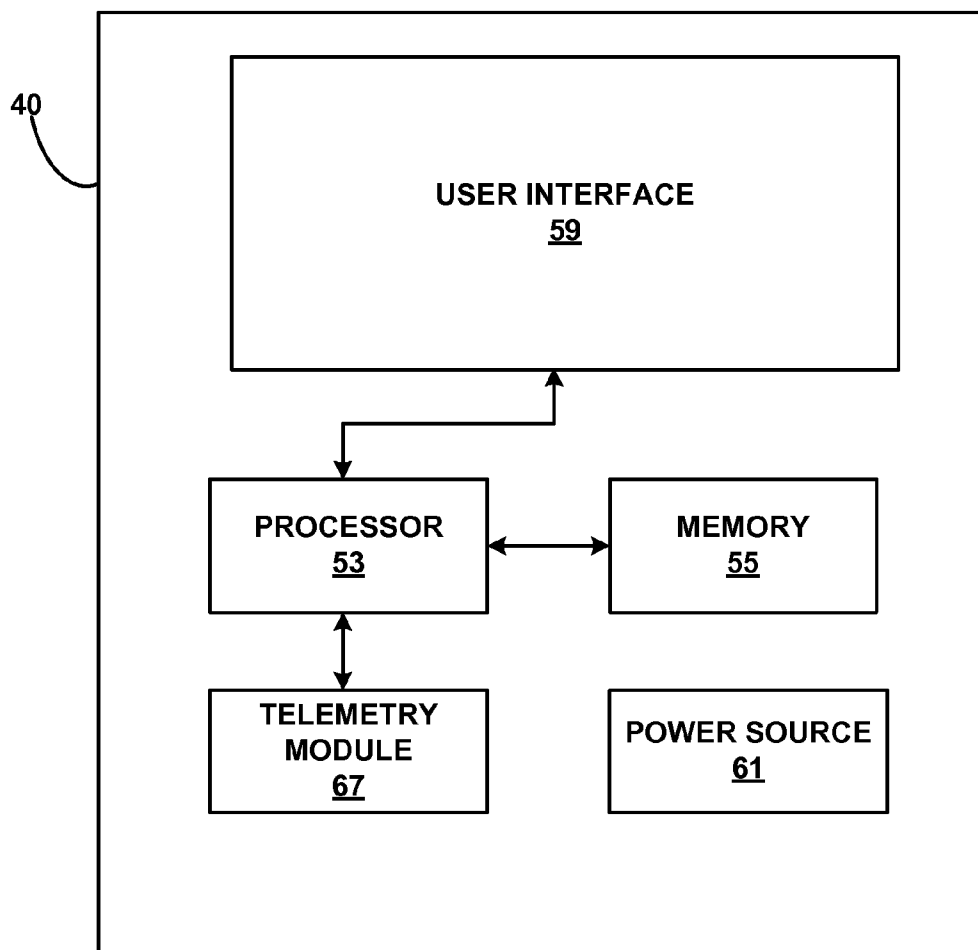 40
USER INTERFACE
59
PROCESSOR
53
MEMORY
55
TELEMETRY
MODULE
67
POWER SOURCE
61